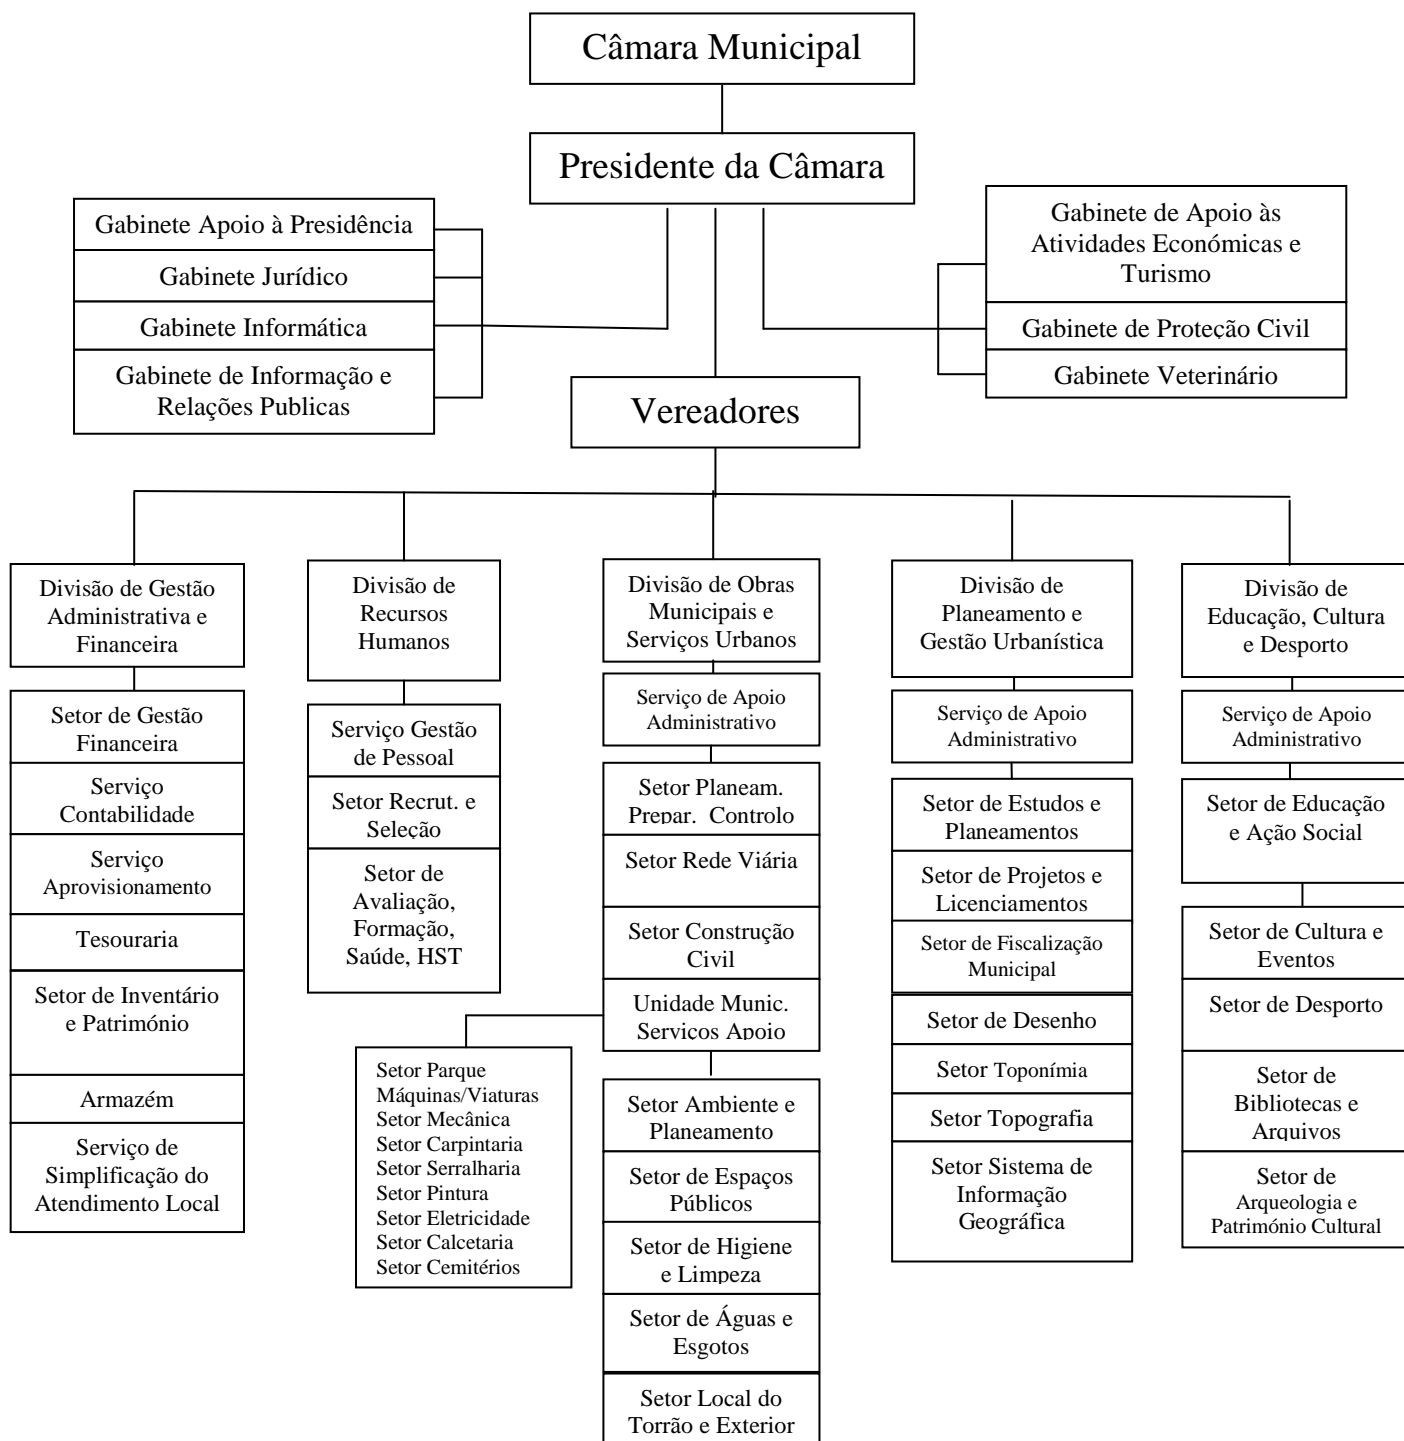 Câmara Municipal
Presidente da Câmara
Gabinete Apoio à Presidência
Gabinete Jurídico
Gabinete Informática
Gabinete de Informação e
Relações Publicas
Gabinete de Apoio às
Atividades Económicas e
Turismo
Gabinete de Proteção Civil
Gabinete Veterinário
Vereadores
Divisão de Gestão
Administrativa e
Financeira
Setor de Gestão
Financeira
Serviço
Contabilidade
Serviço
Aprovisionamento
Tesouraria
Setor de Inventário
e Património
Armazém
Serviço de
Simplificação do
Atendimento Local
Divisão de
Recursos
Humanos
Serviço Gestão
de Pessoal
Setor Recrut. e
Seleção
Setor de
Avaliação,
Formação,
Saúde, HST
Divisão de Obras
Municipais e
Serviços Urbanos
Serviço de Apoio
Administrativo
Setor Planeam.
Prepar. Controlo
Setor Rede Viária
Setor Construção
Civil
Unidade Munic.
Serviços Apoio
Setor Parque
Máquinas/Viaturas
Setor Mecânica
Setor Carpintaria
Setor Serralharia
Setor Pintura
Setor Eletricidade
Setor Calcetaria
Setor Cemitérios
Setor Ambiente e
Planeamento
Setor de Espaços
Públicos
Setor de Higiene
e Limpeza
Setor de Águas e
Esgotos
Setor Local do
Torrão e Exterior
Divisão de
Planeamento e
Gestão Urbanística
Serviço de Apoio
Administrativo
Setor de Estudos e
Planeamentos
Setor de Projetos e
Licenciamentos
Setor de Fiscalização
Municipal
Setor de Desenho
Setor Toponímia
Setor Topografia
Setor Sistema de
Informação
Geográfica
Divisão de
Educação, Cultura
e Desporto
Serviço de Apoio
Administrativo
Setor de Educação
e Ação Social
Setor de Cultura e
Eventos
Setor de Desporto
Setor de
Bibliotecas e
Arquivos
Setor de
Arqueologia e
Património Cultural